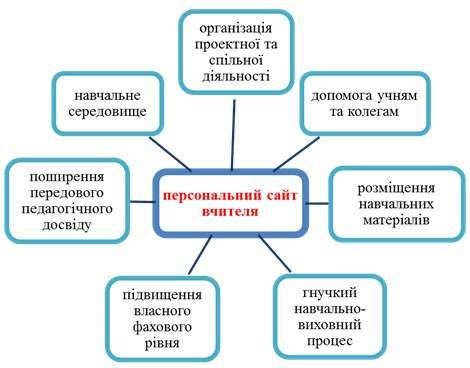 організація
проектної та
спільної
діяльності
навчальне
середовище
допомога учням
та колегам
поширення
передового
педагогічного
досвіду
персональний сайт
вчителя
розміщення
навчальних
матеріалів
підвищення
власного
фахового
рівня
гнучкий
навчально-
виховний
процес